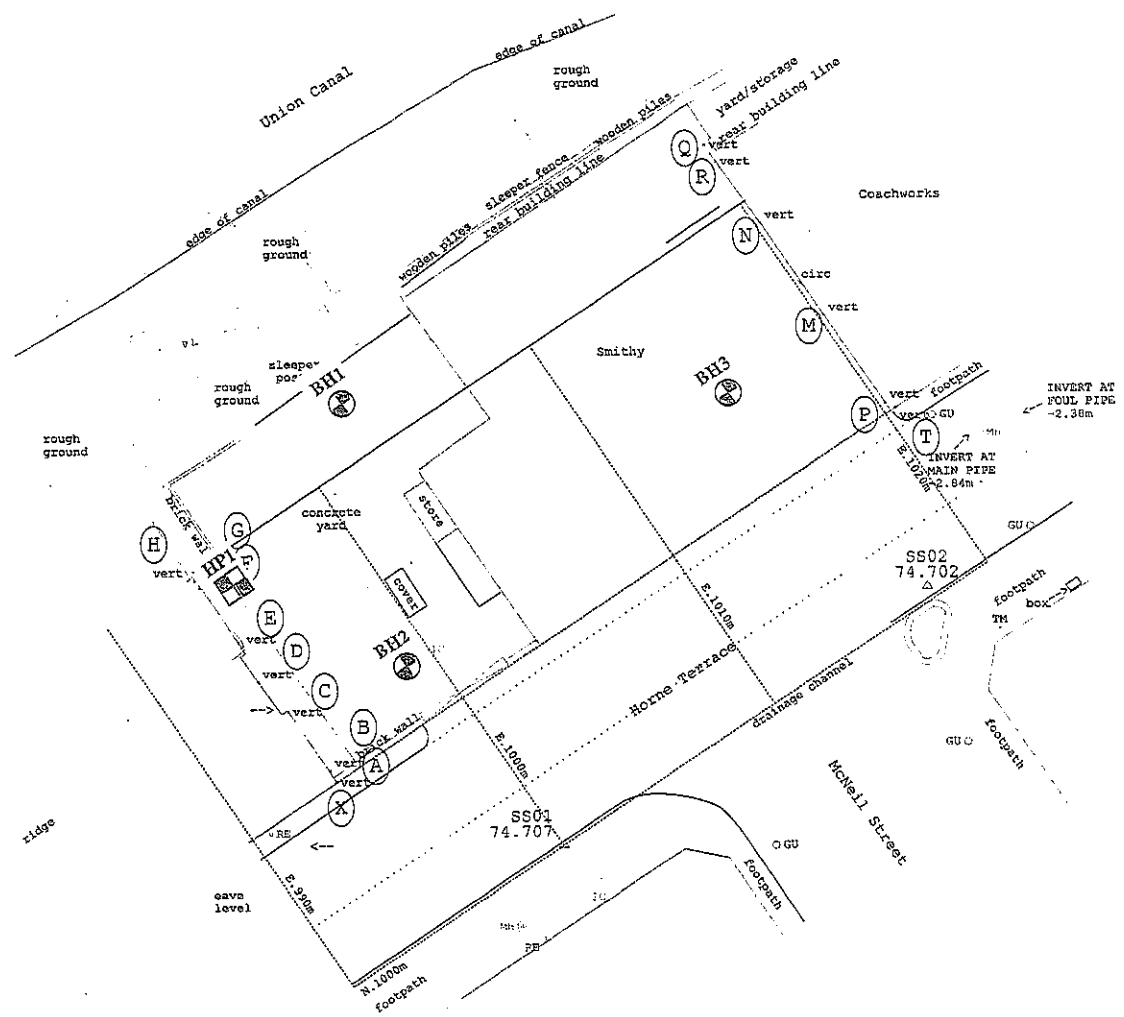 edge of canal
rough
ground
Union Canal
yard/storage
rear building line
wooden piles
sleeper fence
rear building line
wooden piles
Q
vert
R
vert
Coachworks
edge of canal
rough
ground
vert
N
circ
vert
M
Smithy
BH3
sleeper
BH1
rough
ground
rough
ground
vert
footpath
P
GU
T
INVERT AT
FOUL PIPE
-2.38m
INVERT AT
MAIN PIPE
-2.84m
E.1020m
GU
brick wal
concrete
yard
store
H
G
HP1
vert
cover
SS02
74.702
footpath
box
TM
E.1010m
E
vert
D
vert
BH2
C
vert
B
brick wall
vert
A
vert
X
Horne Terrace
drainage channel
footpath
GU
E.1000m
McNeil Street
SS01
74.707
RE
ridge
GU
footpath
eave
level
E.990m
N.1000m
footpath